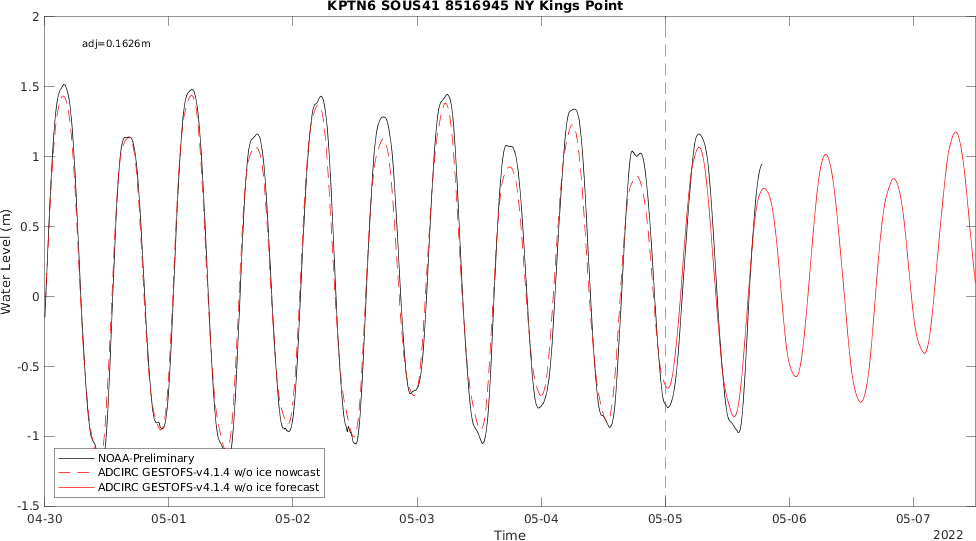 KPTN6 SOUS41 8516945 NY Kings Point
adj=0.1626m
2
1.5
1
0.5
0
-0.5
-1
-1.5
Water Level (m)
NOAA-Preliminary
ADCIRC GESTOFS-v4.1.4 w/o ice nowcast
ADCIRC GESTOFS-v4.1.4 w/o ice forecast
04-30 05-01 05-02 05-03 05-04 05-05 05-06 05-07
Time
2022